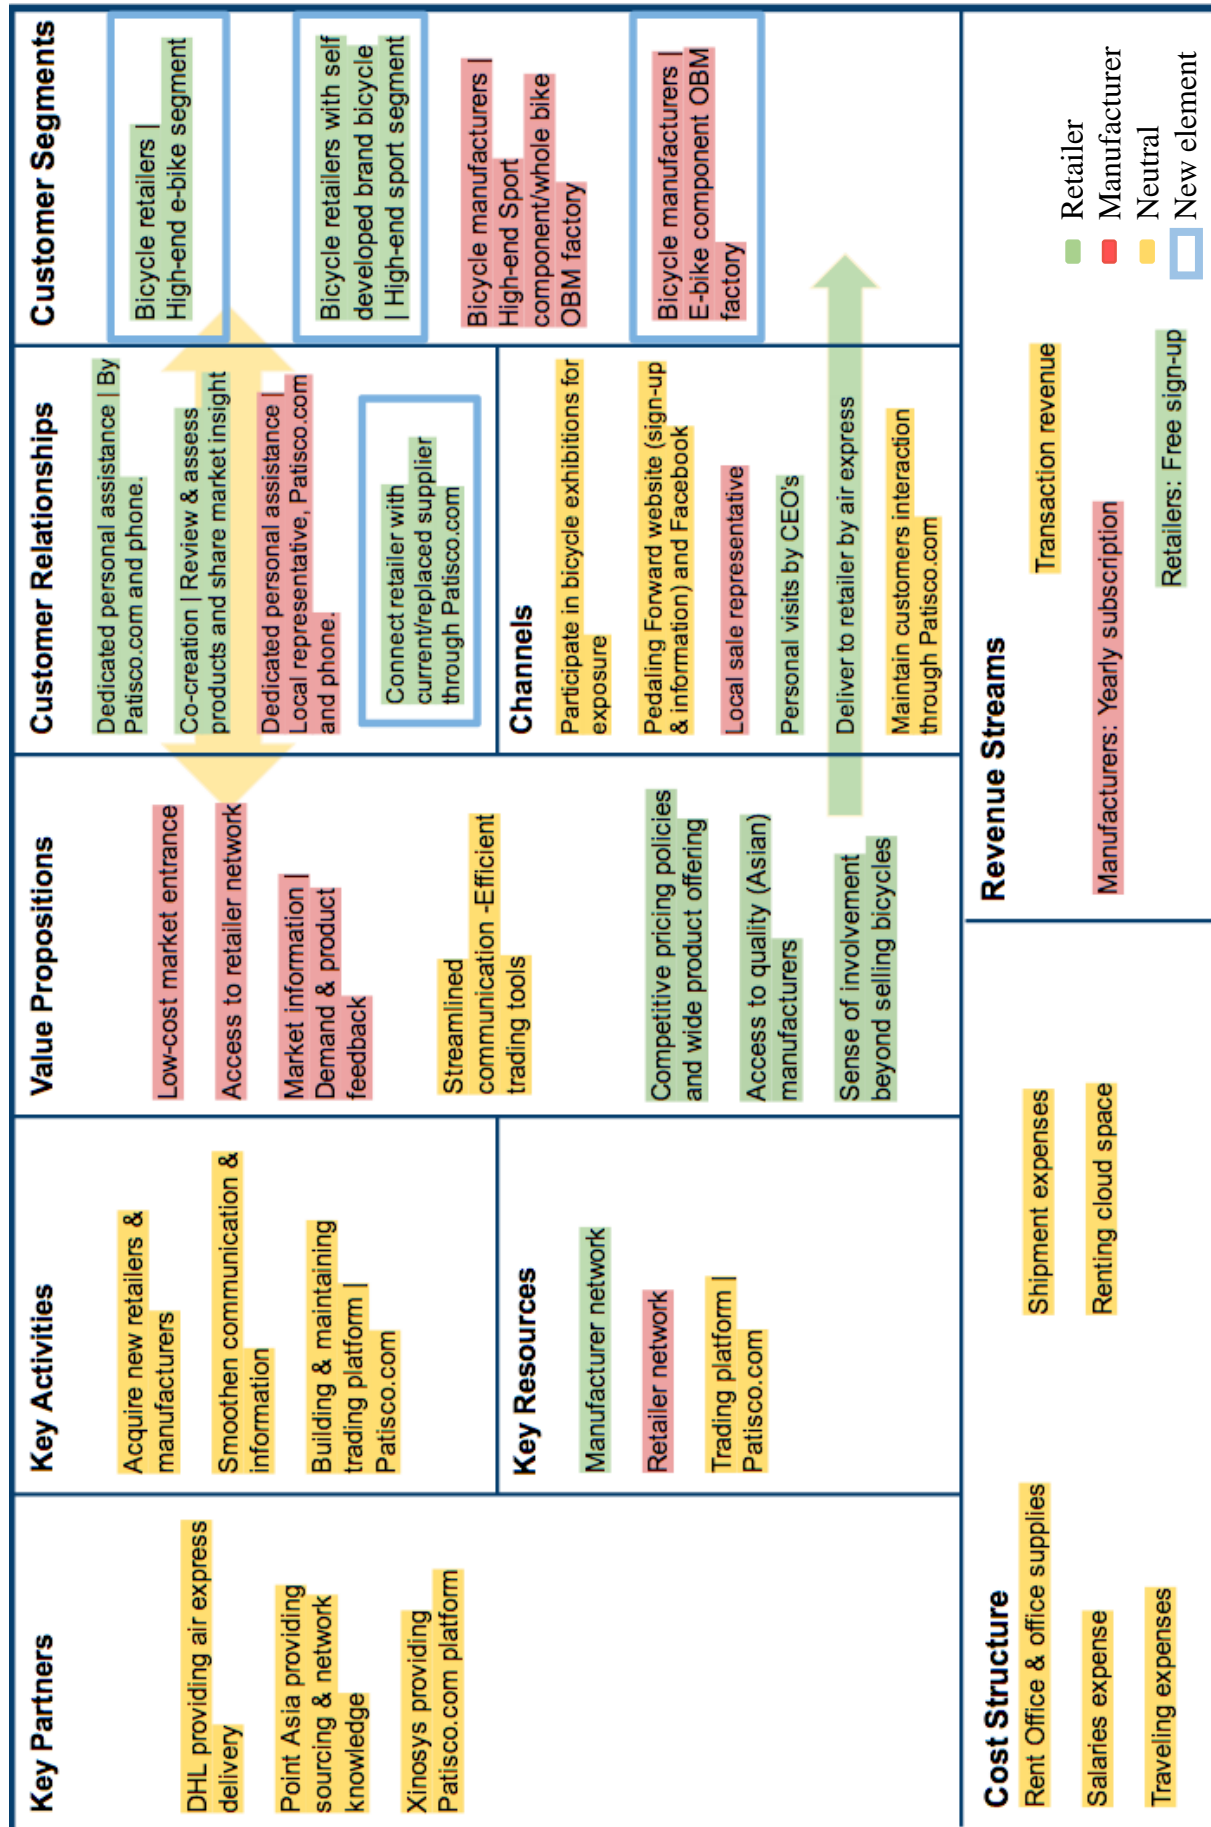 Key Partners
DHL providing air express
delivery
Point Asia providing
sourcing & network
knowledge
Xinosys providing
Patisco.com platform
Key Activities
Acquire new retailers &
manufacturers
Smoothen communication &
information
Building & maintaining
trading platform |
Patisco.com
Key Resources
Manufacturer network
Retailer network
Trading platform |
Patisco.com
Value Propositions
Low-cost market entrance
Access to retailer network
Market information |
Demand & product
feedback
Streamlined
communication -Efficient
trading tools
Competitive pricing policies
and wide product offering
Access to quality (Asian)
manufacturers
Sense of involvement
beyond selling bicycles
Customer Relationships
Dedicated personal assistance | By
Patisco.com and phone.
Co-creation | Review & assess
products and share market insight
Dedicated personal assistance |
Local representative, Patisco.com
and phone.
Connect retailer with
current/replaced supplier
through Patisco.com
Channels
Participate in bicycle exhibitions for
exposure
Pedaling Forward website (sign-up
& information) and Facebook
Local sale representative
Personal visits by CEO's
Deliver to retailer by air express
Maintain customers interaction
through Patisco.com
Customer Segments
Bicycle retailers |
High-end e-bike segment
Bicycle retailers with self
developed brand bicycle
| High-end sport segment
Bicycle manufacturers |
High-end Sport
component/whole bike
OBM factory
Bicycle manufacturers |
E-bike component OBM
factory
Cost Structure
Rent Office & office supplies
Salaries expense
Traveling expenses
Shipment expenses
Renting cloud space
Revenue Streams
Transaction revenue
Manufacturers: Yearly subscription
Retailers: Free sign-up
Retailer
Manufacturer
Neutral
New element